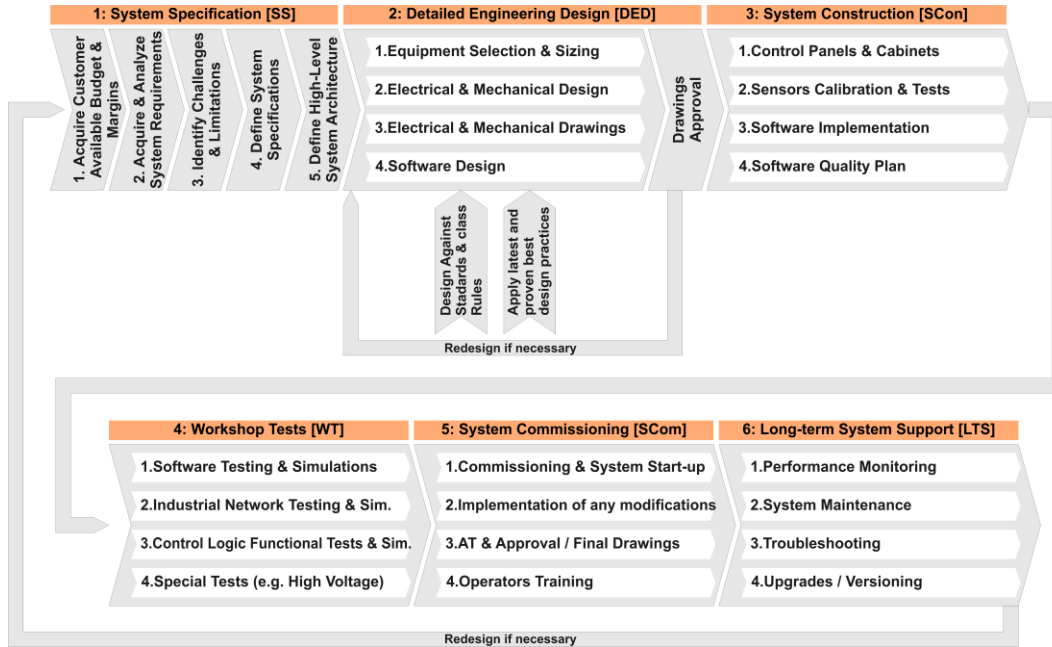 1: System Specification [SS]
2: Detailed Engineering Design [DED]
3: System Construction [SCon]
1. Acquire Customer
Available Budget &
Margins
2. Acquire & Analyze
System Requirements
3. Identify Challenges
& Limitations
4. Define System
Specifications
5. Define High-Level
System Architecture
1.Equipment Selection & Sizing
2.Electrical & Mechanical Design
3.Electrical & Mechanical Drawings
4.Software Design
Drawings
Approval
1.Control Panels & Cabinets
2.Sensors Calibration & Tests
3.Software Implementation
4.Software Quality Plan
Design Against
Stadards & class
Rules
Apply latest and
proven best
design practices
Redesign if necessary
4: Workshop Tests [WT]
5: System Commissioning [SCom]
6: Long-term System Support [LTS]
1.Software Testing & Simulations
2.Industrial Network Testing & Sim.
3.Control Logic Functional Tests & Sim.
4.Special Tests (e.g. High Voltage)
1.Commissioning & System Start-up
2.Implementation of any modifications
3.AT & Approval / Final Drawings
4.Operators Training
1.Performance Monitoring
2.System Maintenance
3.Troubleshooting
4.Upgrades / Versioning
Redesign if necessary